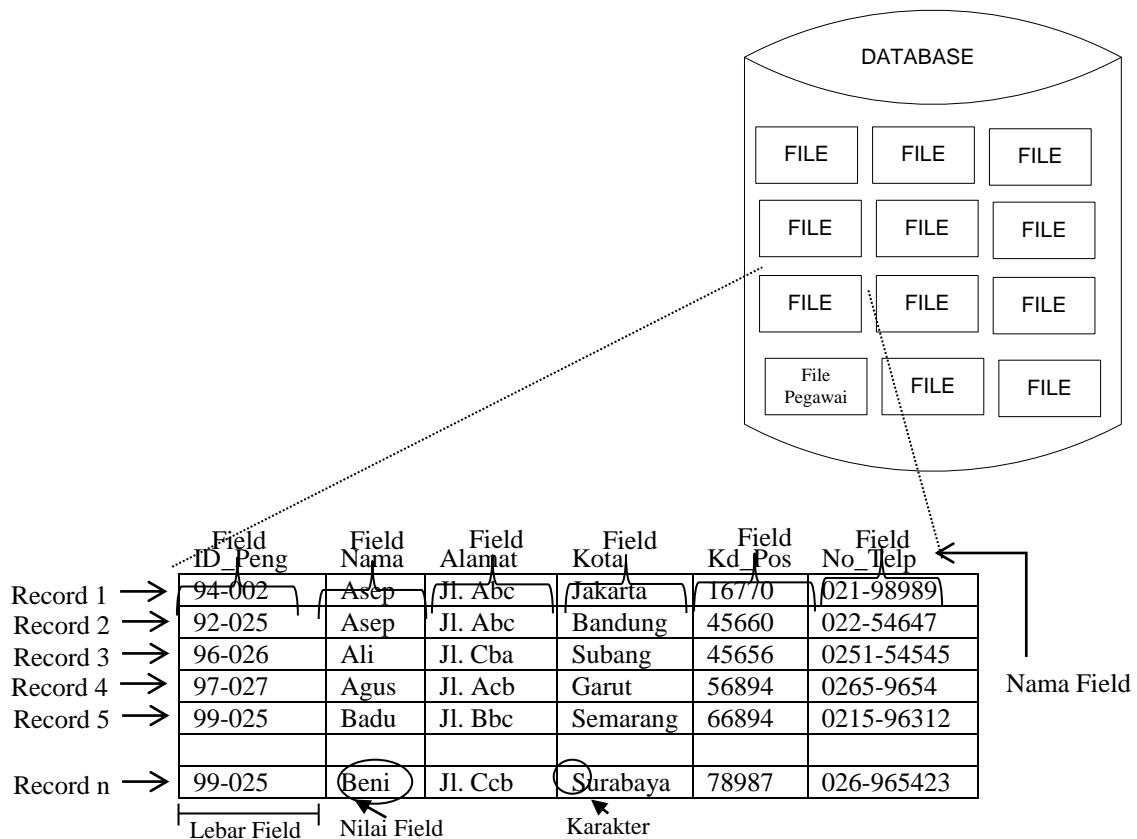 DATABASE
FILE FILE FILE
FILE FILE FILE
FILE FILE FILE
File Pegawai FILE FILE
Field Field Field Field Field Field
ID_Peng Nama Alamat Kota Kd_Pos No_Telp
Record 1 94-002 Asep Jl. Abc Jakarta 16770 021-98989
Record 2 92-025 Asep Jl. Abc Bandung 45660 022-54647
Record 3 96-026 Ali Jl. Cba Subang 45656 0251-54545
Record 4 97-027 Agus Jl. Acb Garut 56894 0265-9654
Nama Field
Record 5 99-025 Badu Jl. Bbc Semarang 66894 0215-96312
Record n 99-025 Beni Jl. Ccb Surabaya 78987 026-965423
Lebar Field Nilai Field Karakter